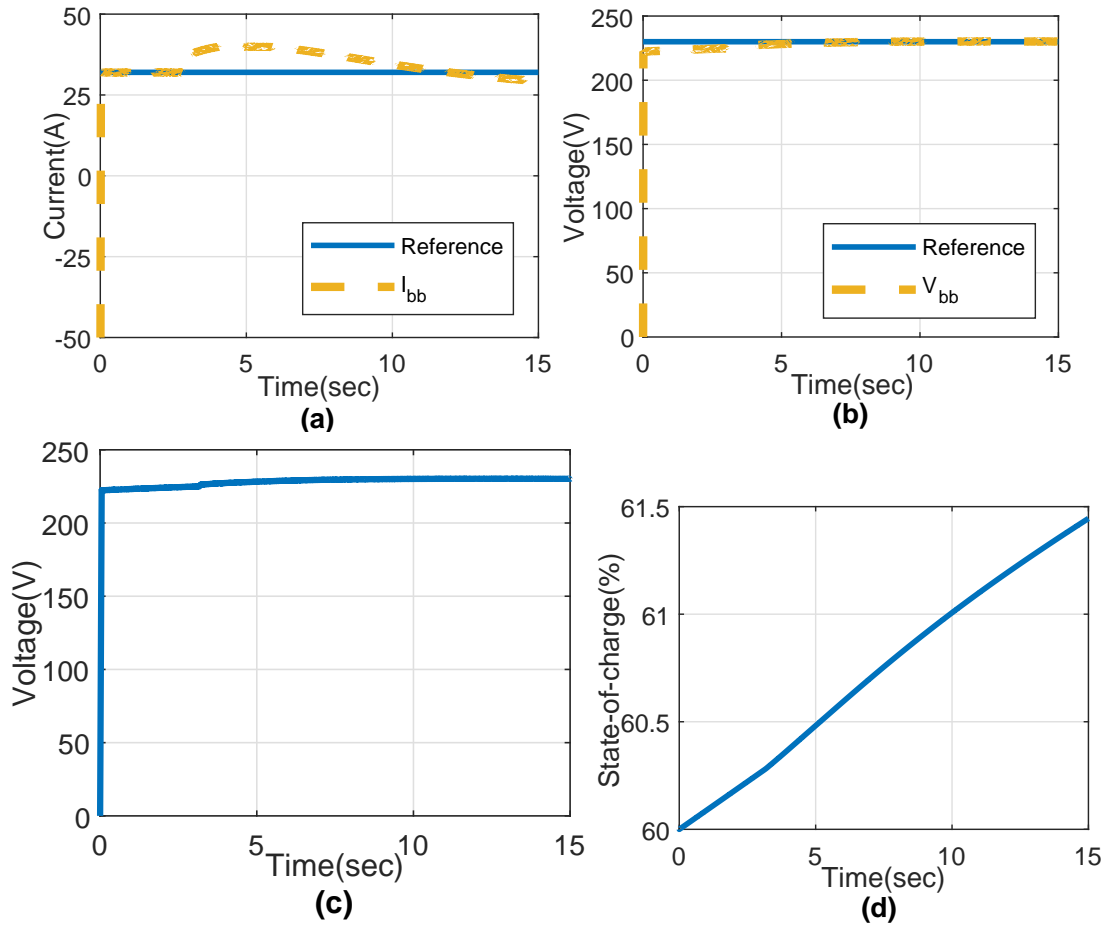 50
25
0
-25
-50
Current(A)
0 5 10 15
Time(sec)
Reference
I_bb
(a)
250
200
150
100
50
0
Voltage(V)
0 5 10 15
Time(sec)
Reference
V_bb
(b)
250
200
150
100
50
0
Voltage(V)
0 5 10 15
Time(sec)
(c)
61.5
61
60.5
60
State-of-charge(%)
0 5 10 15
Time(sec)
(d)